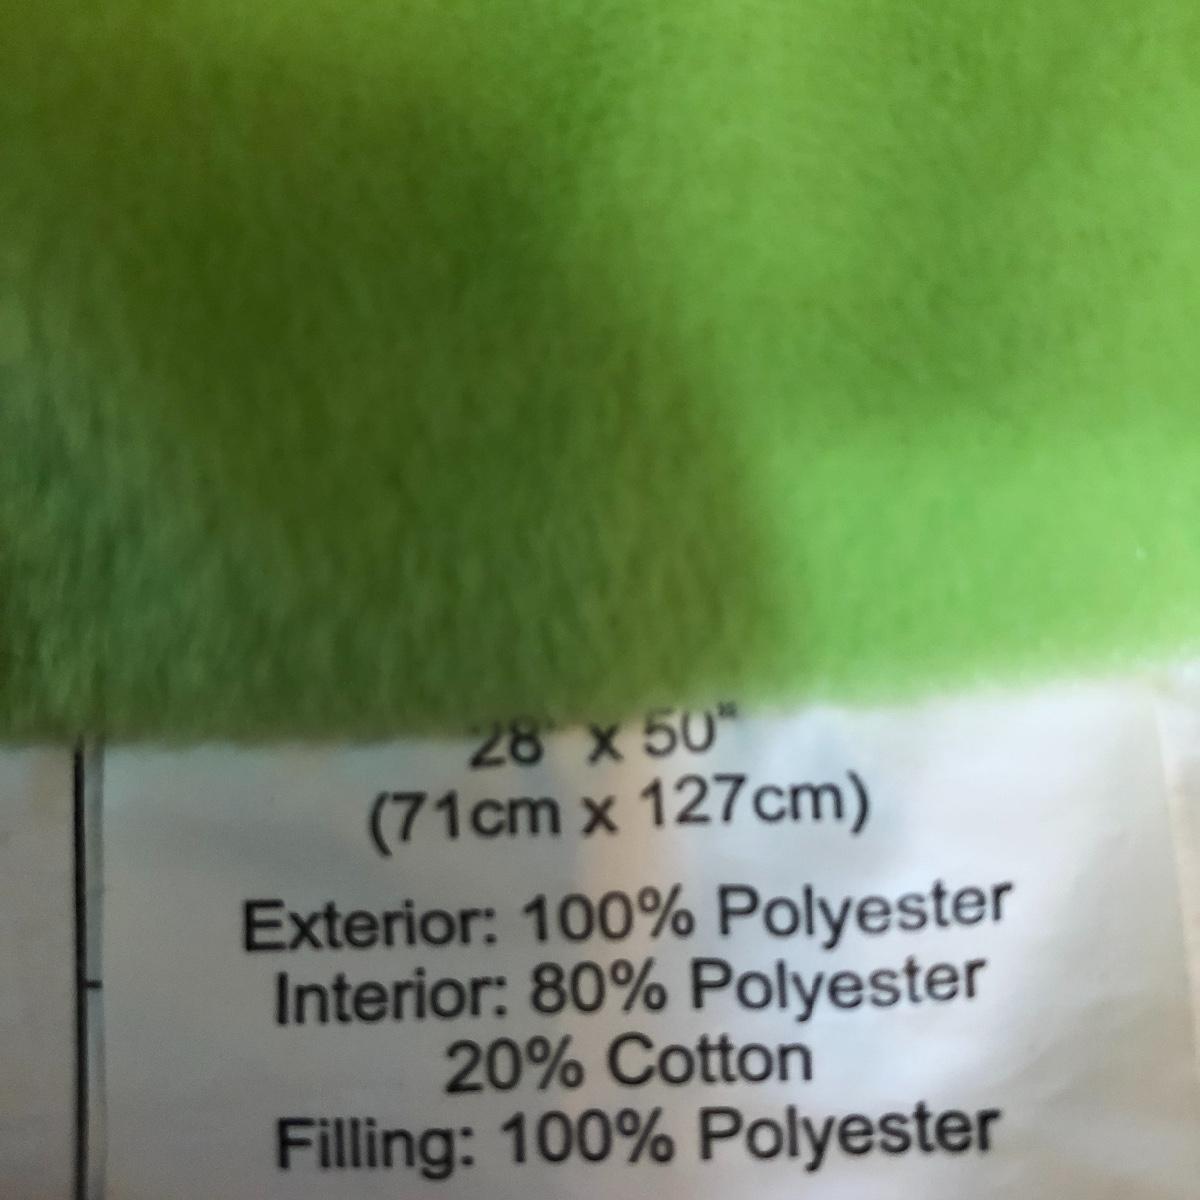 28" x 50"
(71cm x 127cm)
Exterior: 100% Polyester
Interior: 80% Polyester
20% Cotton
Filling: 100% Polyester